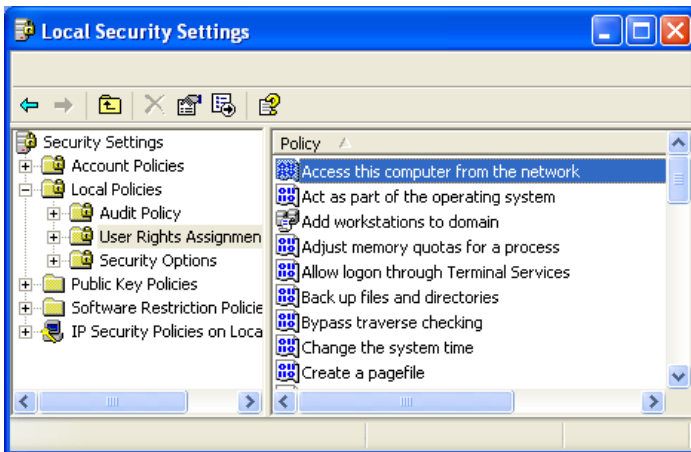 Local Security Settings
Security Settings
Account Policies
Local Policies
Audit Policy
User Rights Assignmen
Security Options
Public Key Policies
Software Restriction Policie
IP Security Policies on Loca
Policy
Access this computer from the network
Act as part of the operating system
Add workstations to domain
Adjust memory quotas for a process
Allow logon through Terminal Services
Back up files and directories
Bypass traverse checking
Change the system time
Create a pagefile